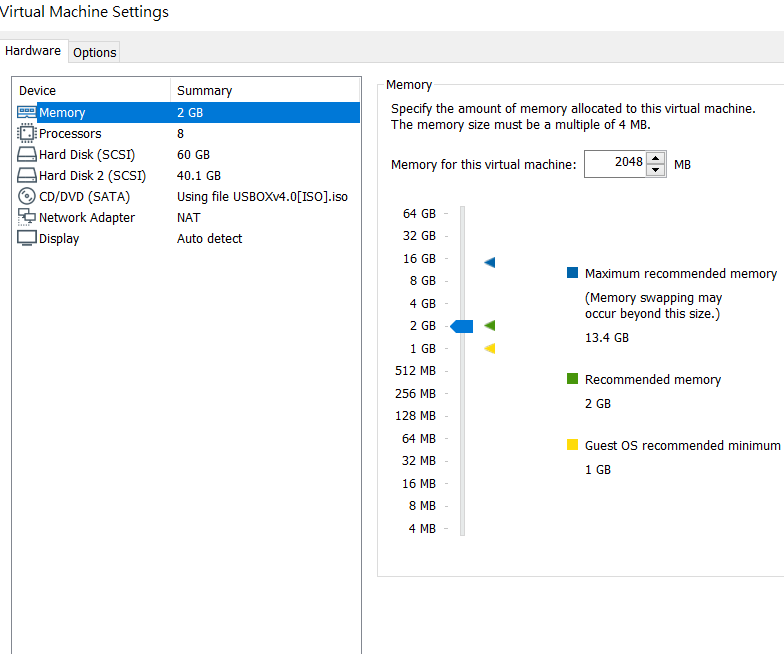 Virtual Machine Settings
Hardware Options
Device Summary
Memory 2 GB
Processors 8
Hard Disk (SCSI) 60 GB
Hard Disk 2 (SCSI) 40.1 GB
CD/DVD (SATA) Using file USBOXv4.0[ISO].iso
Network Adapter NAT
Display Auto detect
Memory
Specify the amount of memory allocated to this virtual machine.
The memory size must be a multiple of 4 MB.
Memory for this virtual machine: 2048 MB
64 GB
32 GB
16 GB
8 GB
4 GB
2 GB
1 GB
512 MB
256 MB
128 MB
64 MB
32 MB
16 MB
8 MB
4 MB
Maximum recommended memory
(Memory swapping may
occur beyond this size.)
13.4 GB
Recommended memory
2 GB
Guest OS recommended minimum
1 GB